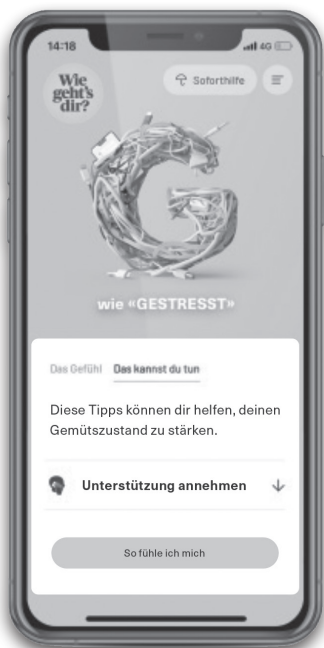 14:18
4G
Wie
geht's
dir?
Soforthilfe
G
wie «GESTRESST»
Das Gefühl Das kannst du tun
Diese Tipps können dir helfen, deinen
Gemütszustand zu stärken.
Unterstützung annehmen
So fühle ich mich